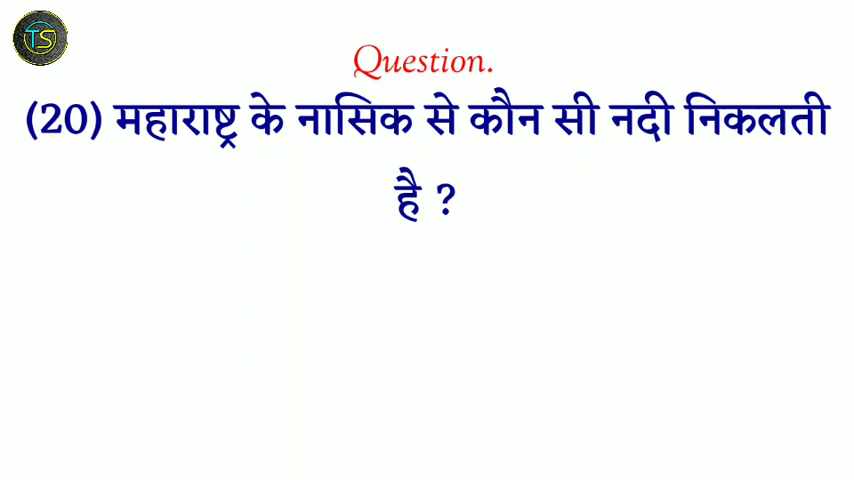 TS
Question.
(20) महाराष्ट्र के नासिक से कौन सी नदी निकलती
है ?